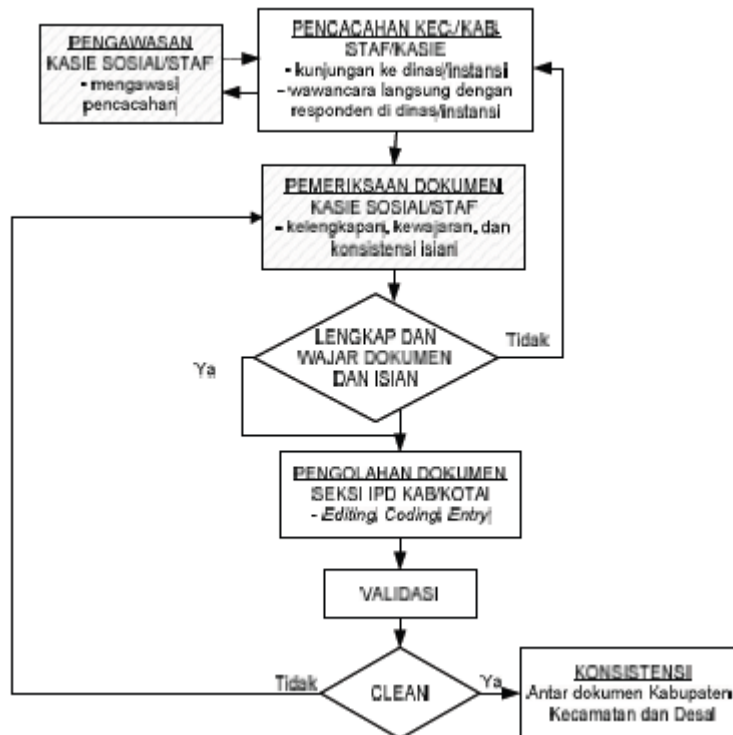 PENGAWASAN
KASIE SOSIAL/STAF
- mengawasi
pencacahan
PENCACAHAN KEC./KAB.
STAF/KASIE
- kunjungan ke dinas/instansi
- wawancara langsung dengan
responden di dinas/instansi
PEMERIKSAAN DOKUMEN
KASIE SOSIAL/STAF
- kelengkapan, kewajaran, dan
konsistensi isian
LENGKAP DAN
WAJAR DOKUMEN
DAN ISIAN
Tidak
Ya
PENGOLAHAN DOKUMEN
SEKSI IPD KAB/KOTA
- Editing, Coding, Entry
VALIDASI
Tidak
CLEAN
Ya
KONSISTENSI
Antar dokumen Kabupaten
Kecamatan dan Desa